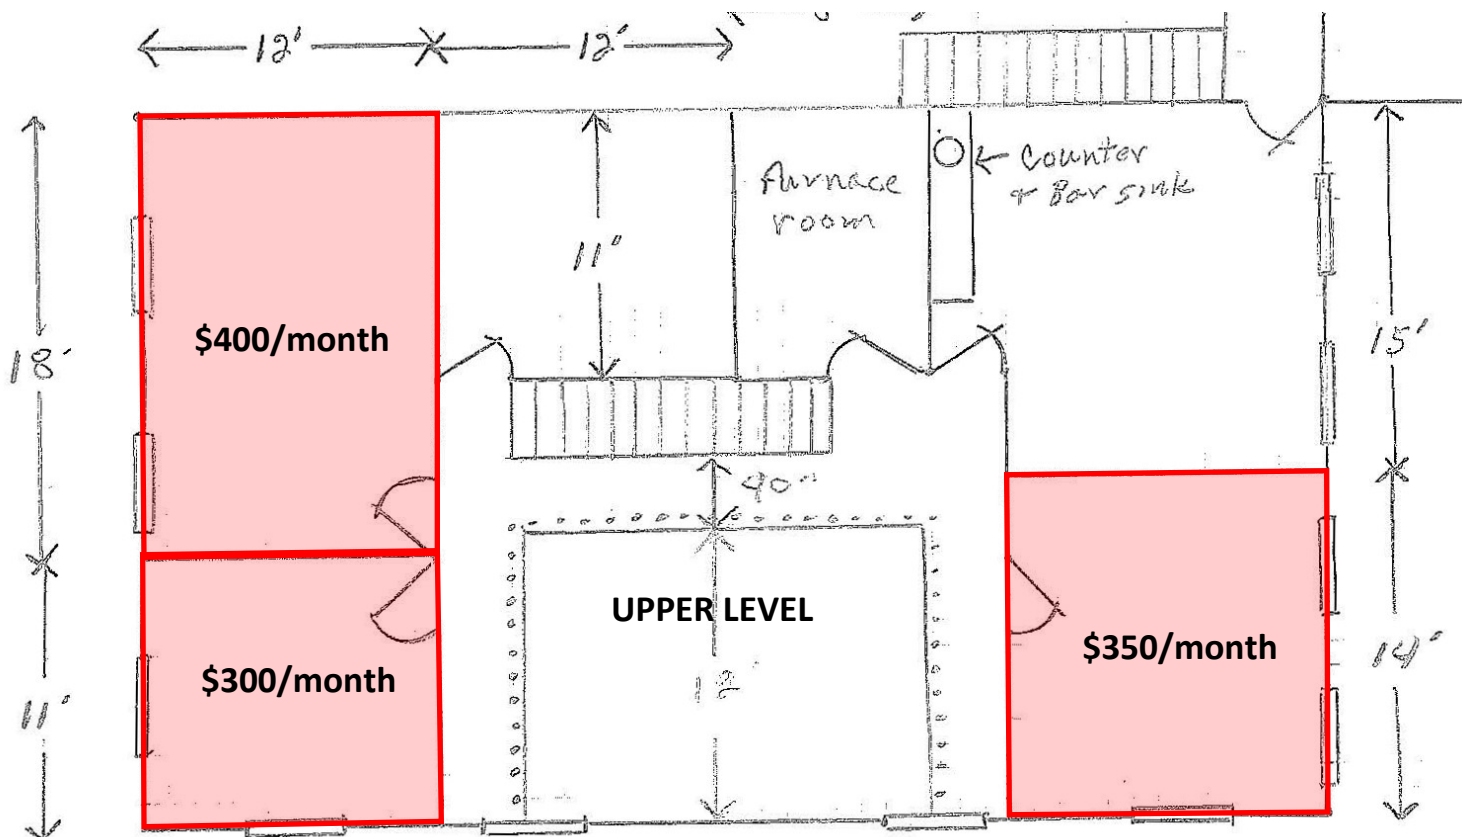 12' 12'
Counter
+ Bar sink
Furnace
room
11'
$400/month
15'
18'
40"
UPPER LEVEL
$350/month
14'
$300/month
12'
11'